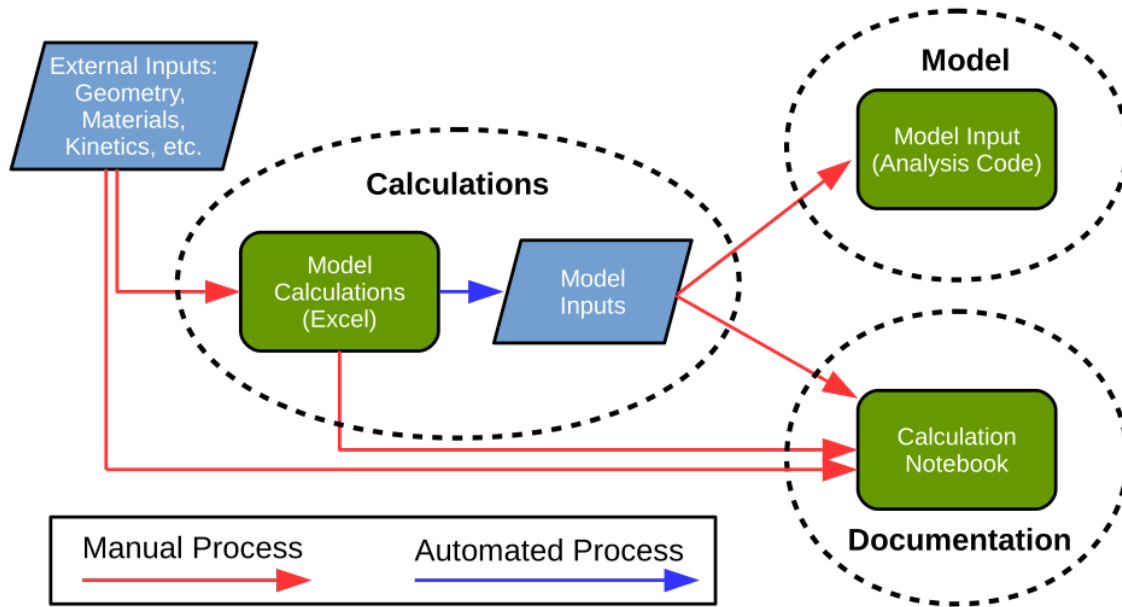 External Inputs:
Geometry,
Materials,
Kinetics, etc.
Calculations
Model
Calculations
(Excel)
Model
Inputs
Model
Model Input
(Analysis Code)
Calculation
Notebook
Documentation
Manual Process
Automated Process